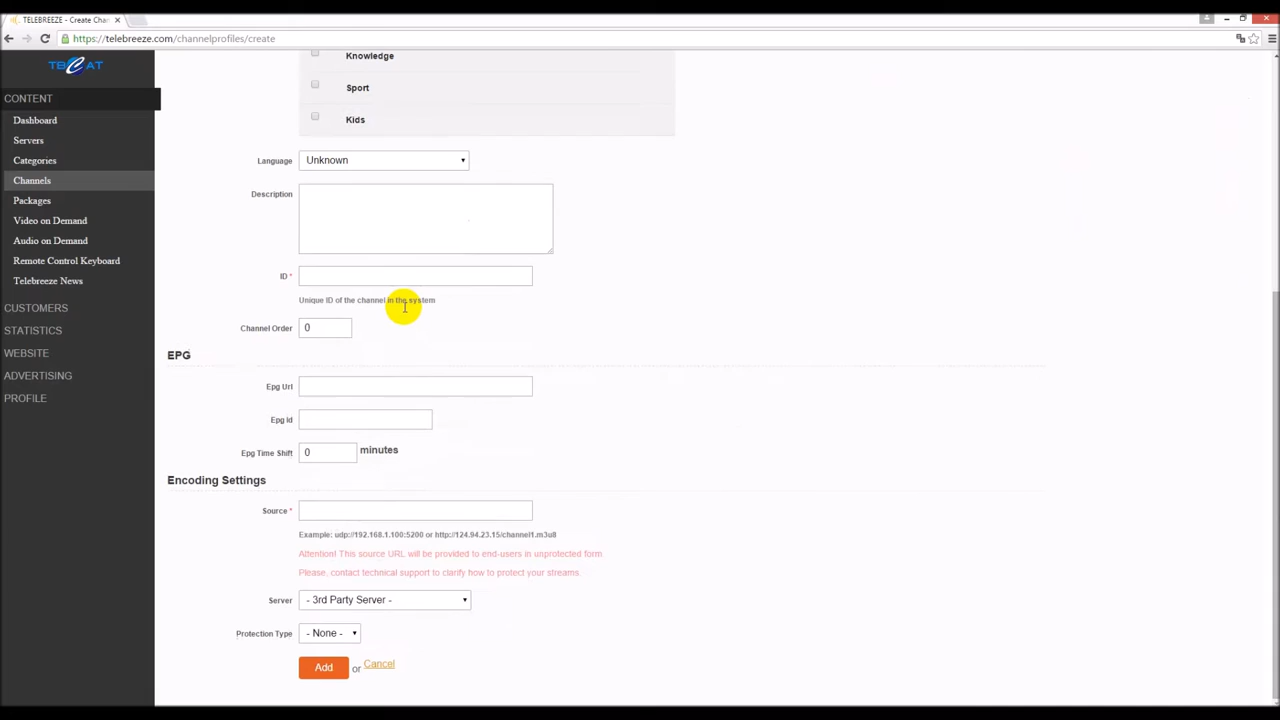 TELEBREEZE - Create Chan
https://telebreeze.com/channelprofiles/create
TBCAT
CONTENT
Dashboard
Servers
Categories
Channels
Packages
Video on Demand
Audio on Demand
Remote Control Keyboard
Telebreeze News
CUSTOMERS
STATISTICS
WEBSITE
ADVERTISING
PROFILE
Knowledge
Sport
Kids
Language Unknown
Description
ID *
Unique ID of the channel in the system
Channel Order 0
EPG
Epg Url
Epg Id
Epg Time Shift 0 minutes
Encoding Settings
Source *
Example: udp://192.168.1.100:5200 or http://124.94.23.15/channel1.m3u8
Attention! This source URL will be provided to end-users in unprotected form
Please, contact technical support to clarify how to protect your streams.
Server - 3rd Party Server -
Protection Type - None -
Add or Cancel